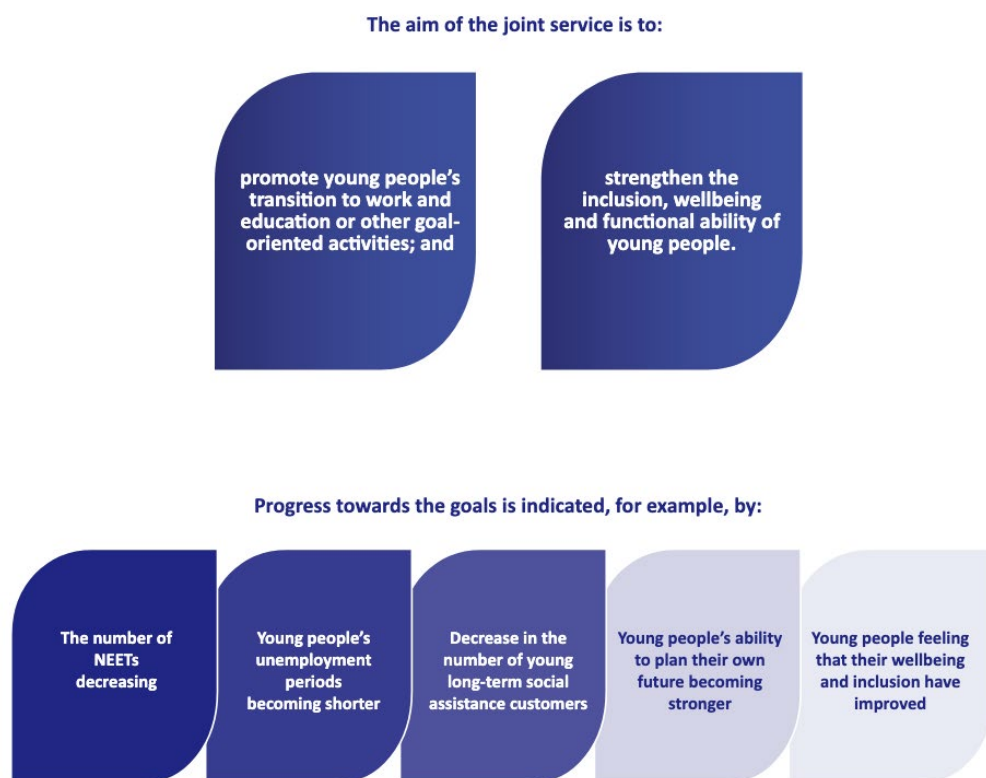 The aim of the joint service is to:
promote young people's
transition to work and
education or other goal-
oriented activities; and
strengthen the
inclusion, wellbeing
and functional ability of
young people.
Progress towards the goals is indicated, for example, by:
The number of
NEETs
decreasing
Young people's
unemployment
periods
becoming shorter
Decrease in the
number of young
long-term social
assistance customers
Young people's ability
to plan their own
future becoming
stronger
Young people feeling
that their wellbeing
and inclusion have
improved